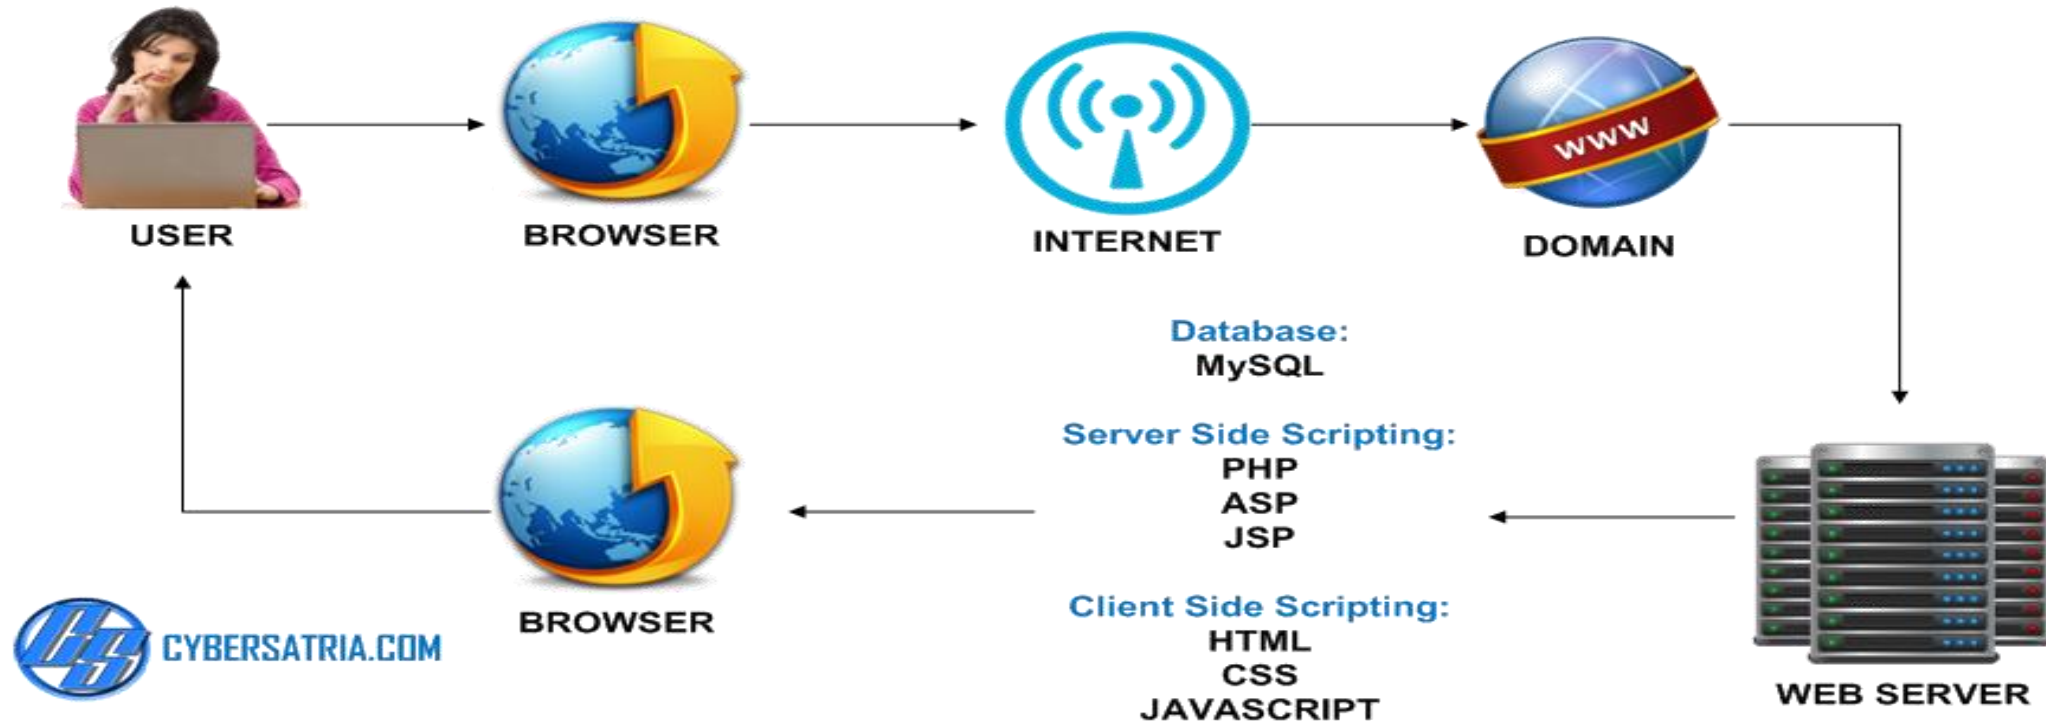 WWW
USER
BROWSER
INTERNET
DOMAIN
Database:
MySQL
Server Side Scripting:
PHP
ASP
JSP
Client Side Scripting:
HTML
CSS
JAVASCRIPT
BROWSER
WEB SERVER
CS CYBERSATRIA.COM